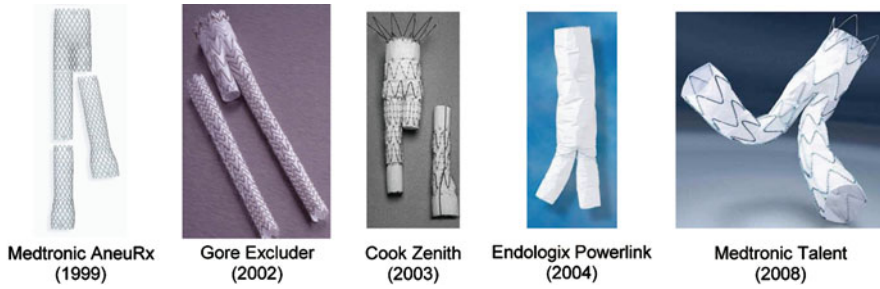 Medtronic AneuRx
(1999)
Gore Excluder
(2002)
Cook Zenith
(2003)
Endologix Powerlink
(2004)
Medtronic Talent
(2008)